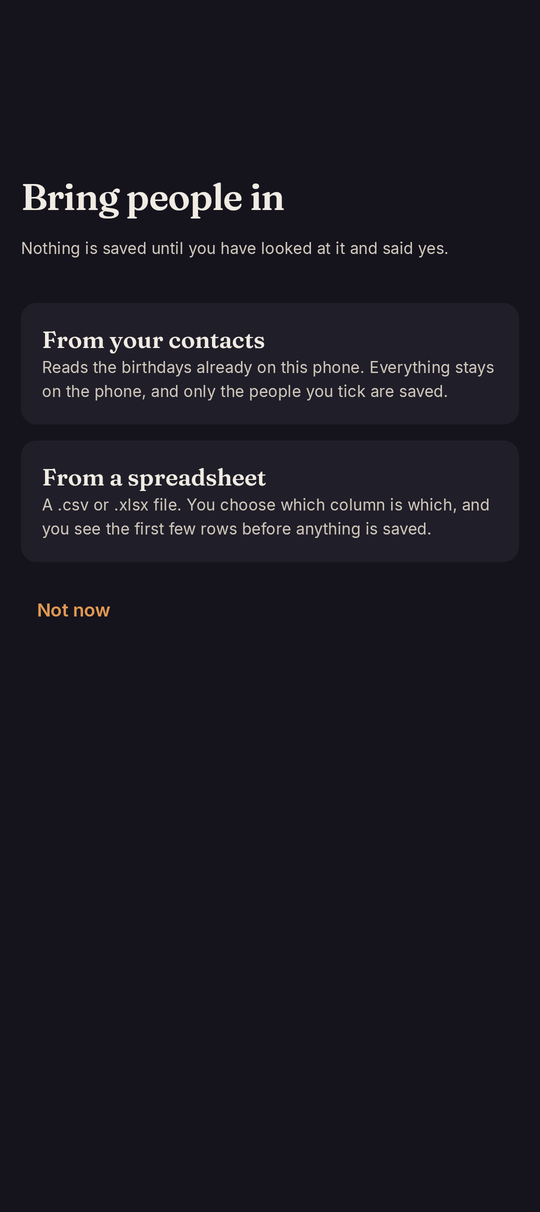 Bring people in
Nothing is saved until you have looked at it and said yes.
From your contacts
Reads the birthdays already on this phone. Everything stays
on the phone, and only the people you tick are saved.
From a spreadsheet
A .csv or .xlsx file. You choose which column is which, and
you see the first few rows before anything is saved.
Not now